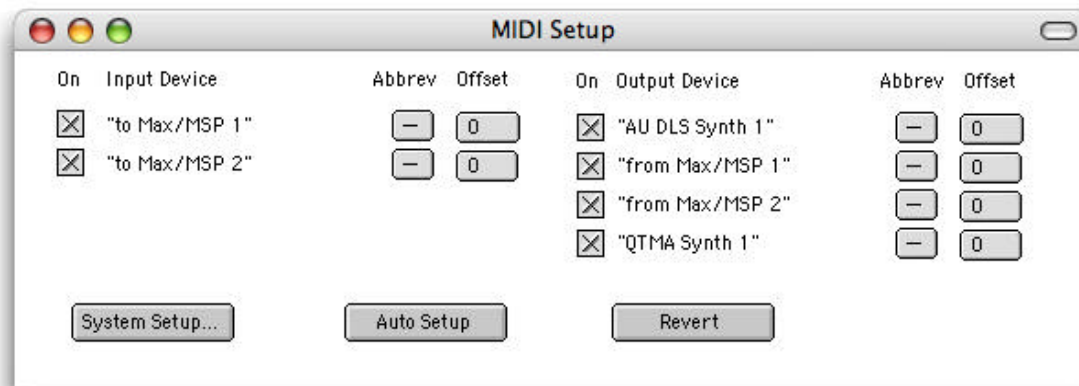 MIDI Setup
On Input Device Abbrev Offset On Output Device Abbrev Offset
"to Max/MSP 1" – 0 "AU DLS Synth 1" – 0
"to Max/MSP 2" – 0 "from Max/MSP 1" – 0
"from Max/MSP 2" – 0
"QTMA Synth 1" – 0
System Setup... Auto Setup Revert